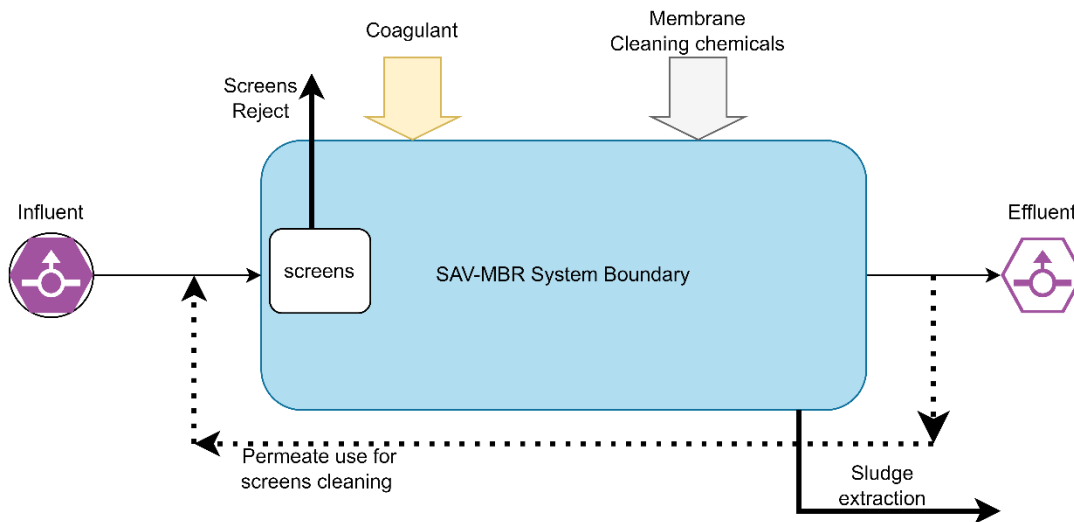 Coagulant
Membrane
Cleaning chemicals
Screens
Reject
Influent
Effluent
screens
SAV-MBR System Boundary
Permeate use for
screens cleaning
Sludge
extraction